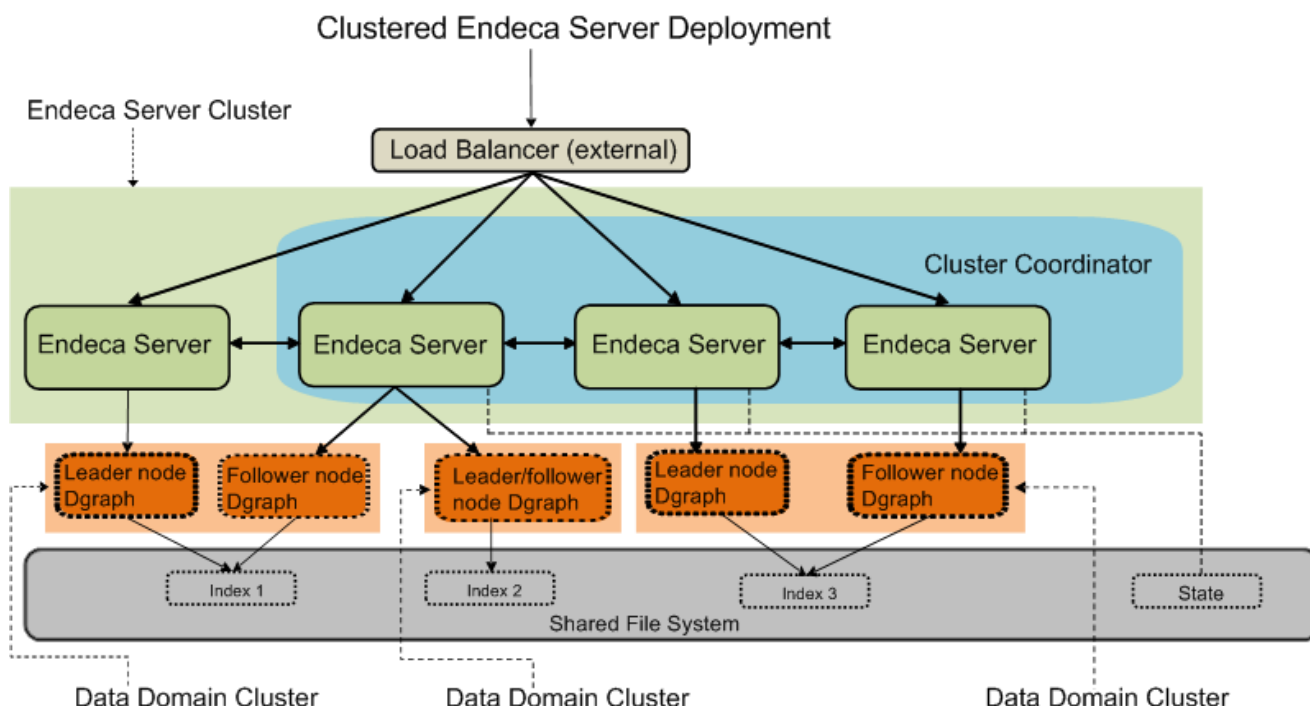 Clustered Endeca Server Deployment
Endeca Server Cluster
Load Balancer (external)
Cluster Coordinator
Endeca Server
Endeca Server
Endeca Server
Endeca Server
Leader node
Dgraph
Follower node
Dgraph
Leader/follower
node Dgraph
Leader node
Dgraph
Follower node
Dgraph
Index 1
Index 2
Index 3
State
Shared File System
Data Domain Cluster
Data Domain Cluster
Data Domain Cluster